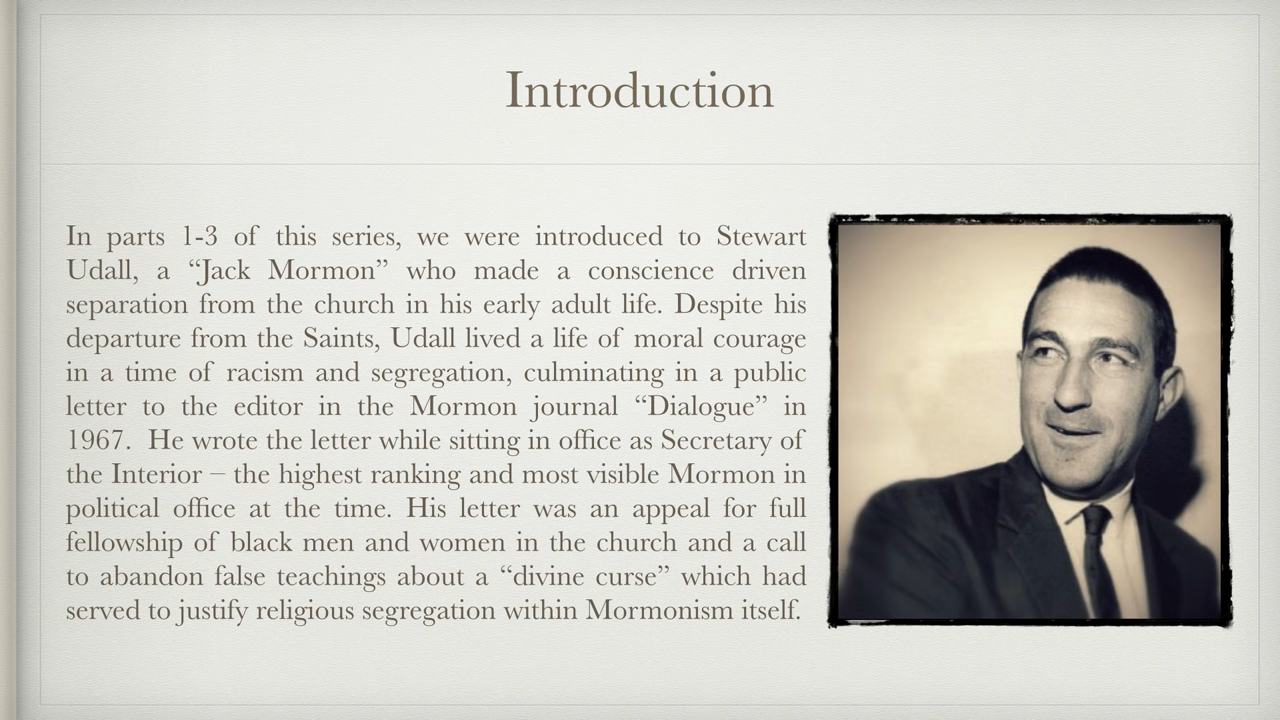 Introduction
In parts 1-3 of this series, we were introduced to Stewart
Udall, a “Jack Mormon” who made a conscience driven
separation from the church in his early adult life. Despite his
departure from the Saints, Udall lived a life of moral courage
in a time of racism and segregation, culminating in a public
letter to the editor in the Mormon journal “Dialogue” in
1967.  He wrote the letter while sitting in office as Secretary of
the Interior – the highest ranking and most visible Mormon in
political office at the time. His letter was an appeal for full
fellowship of black men and women in the church and a call
to abandon false teachings about a “divine curse” which had
served to justify religious segregation within Mormonism itself.